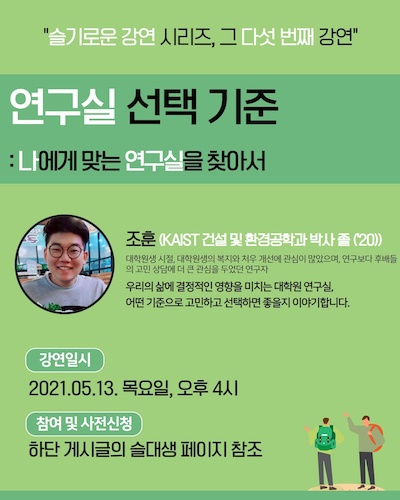 "슬기로운 강연 시리즈, 그 다섯 번째 강연"
연구실 선택 기준
: 나에게 맞는 연구실을 찾아서
조훈 (KAIST 건설 및 환경공학과 박사 졸 ('20))
대학원생 시절, 대학원생의 복지와 처우 개선에 관심이 많았으며, 연구보다 후배들
의 고민 상담에 더 큰 관심을 두었던 연구자
우리의 삶에 결정적인 영향을 미치는 대학원 연구실,
어떤 기준으로 고민하고 선택하면 좋을지 이야기합니다.
강연일시
2021.05.13. 목요일, 오후 4시
참여 및 사전신청
하단 게시글의 슬대생 페이지 참조